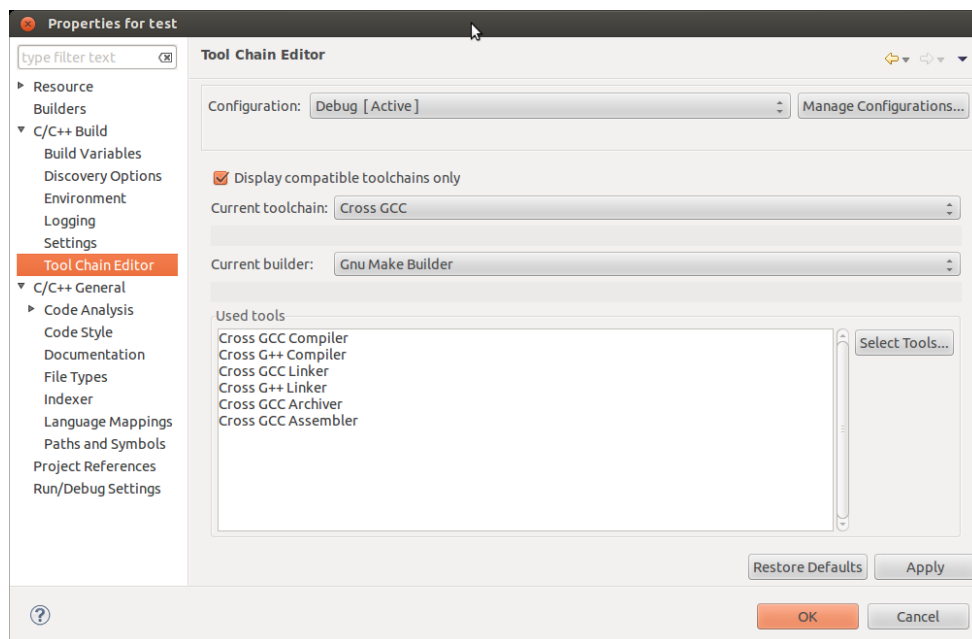 Properties for test
type filter text
Resource
Builders
C/C++ Build
Build Variables
Discovery Options
Environment
Logging
Settings
Tool Chain Editor
C/C++ General
Code Analysis
Code Style
Documentation
File Types
Indexer
Language Mappings
Paths and Symbols
Project References
Run/Debug Settings
Tool Chain Editor
Configuration: Debug [ Active ] Manage Configurations...
Display compatible toolchains only
Current toolchain: Cross GCC
Current builder: Gnu Make Builder
Used tools
Cross GCC Compiler
Cross G++ Compiler
Cross GCC Linker
Cross G++ Linker
Cross GCC Archiver
Cross GCC Assembler
Select Tools...
Restore Defaults Apply
? OK Cancel